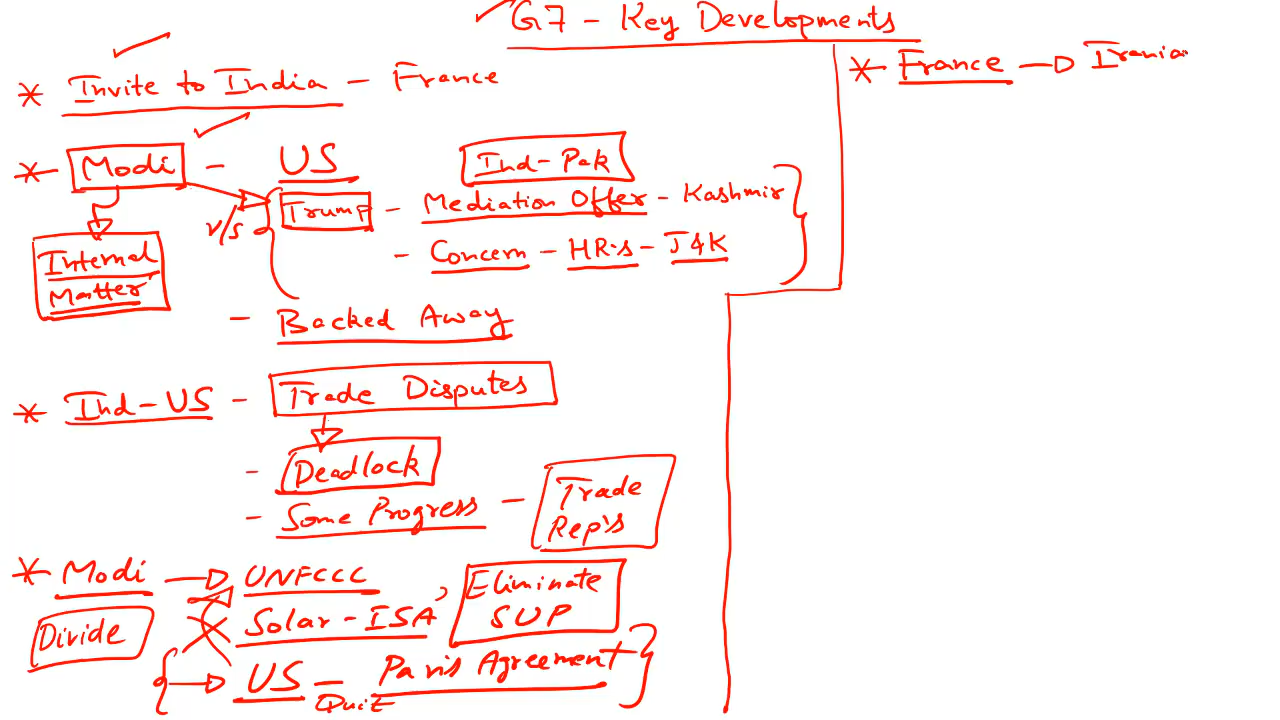 G7 - Key Developments
* Invite to India - France
* Modi - US
Ind-Pak
v/s Trump - Mediation Offer - Kashmir
- Concern - HR's - J&K
Internal Matter
- Backed Away
* Ind-US - Trade Disputes
- Deadlock
- Some Progress - Trade Rep's
* Modi → UNFCCC
Solar - ISA, Eliminate SUP
Divide
→ US - Quit Paris Agreement
* France → Irania